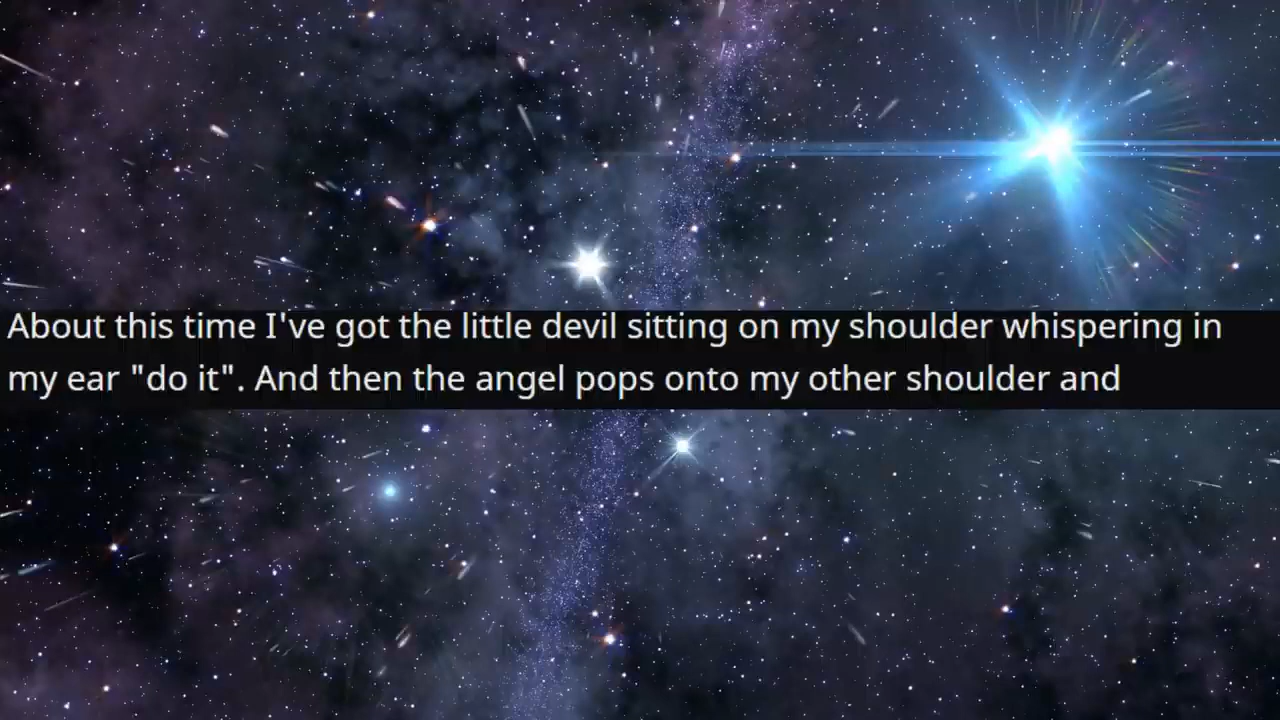 About this time I've got the little devil sitting on my shoulder whispering in
my ear "do it". And then the angel pops onto my other shoulder and